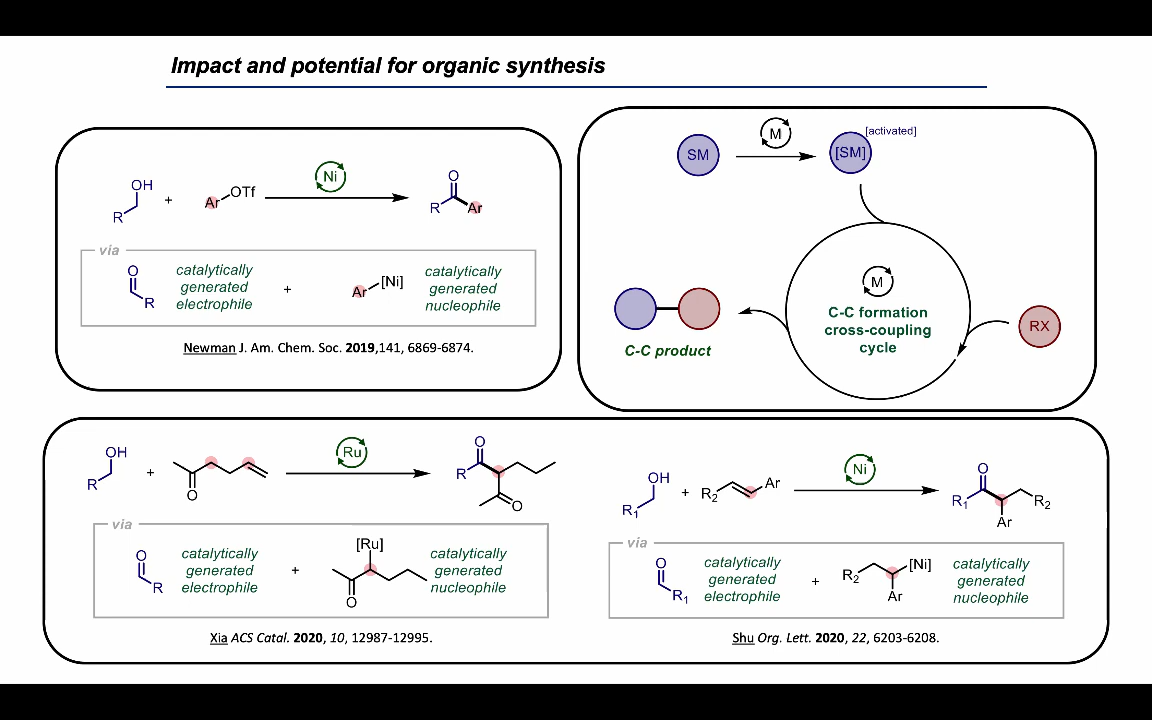 Impact and potential for organic synthesis
OH
R
+
Ar
OTf
Ni
O
R
Ar
via
O
R
catalytically
generated
electrophile
+
Ar
[Ni]
catalytically
generated
nucleophile
Newman J. Am. Chem. Soc. 2019,141, 6869-6874.
SM
M
[SM]
[activated]
M
C-C formation
cross-coupling
cycle
RX
C-C product
OH
R
+
O
Ru
O
R
O
via
O
R
catalytically
generated
electrophile
+
[Ru]
O
catalytically
generated
nucleophile
Xia ACS Catal. 2020, 10, 12987-12995.
OH
R1
+
R2
Ar
Ni
O
R1
R2
Ar
via
O
R1
catalytically
generated
electrophile
+
R2
[Ni]
Ar
catalytically
generated
nucleophile
Shu Org. Lett. 2020, 22, 6203-6208.